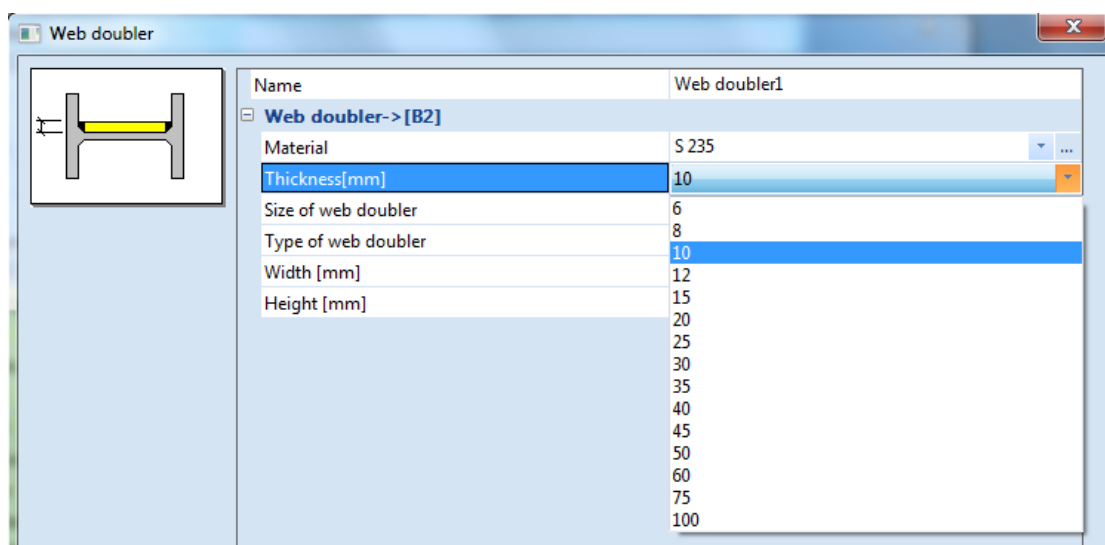 Web doubler
Name Web doubler1
Web doubler->[B2]
Material S 235 ...
Thickness[mm] 10
Size of web doubler 6
Type of web doubler 8
10
Width [mm] 12
Height [mm] 15
20
25
30
35
40
45
50
60
75
100